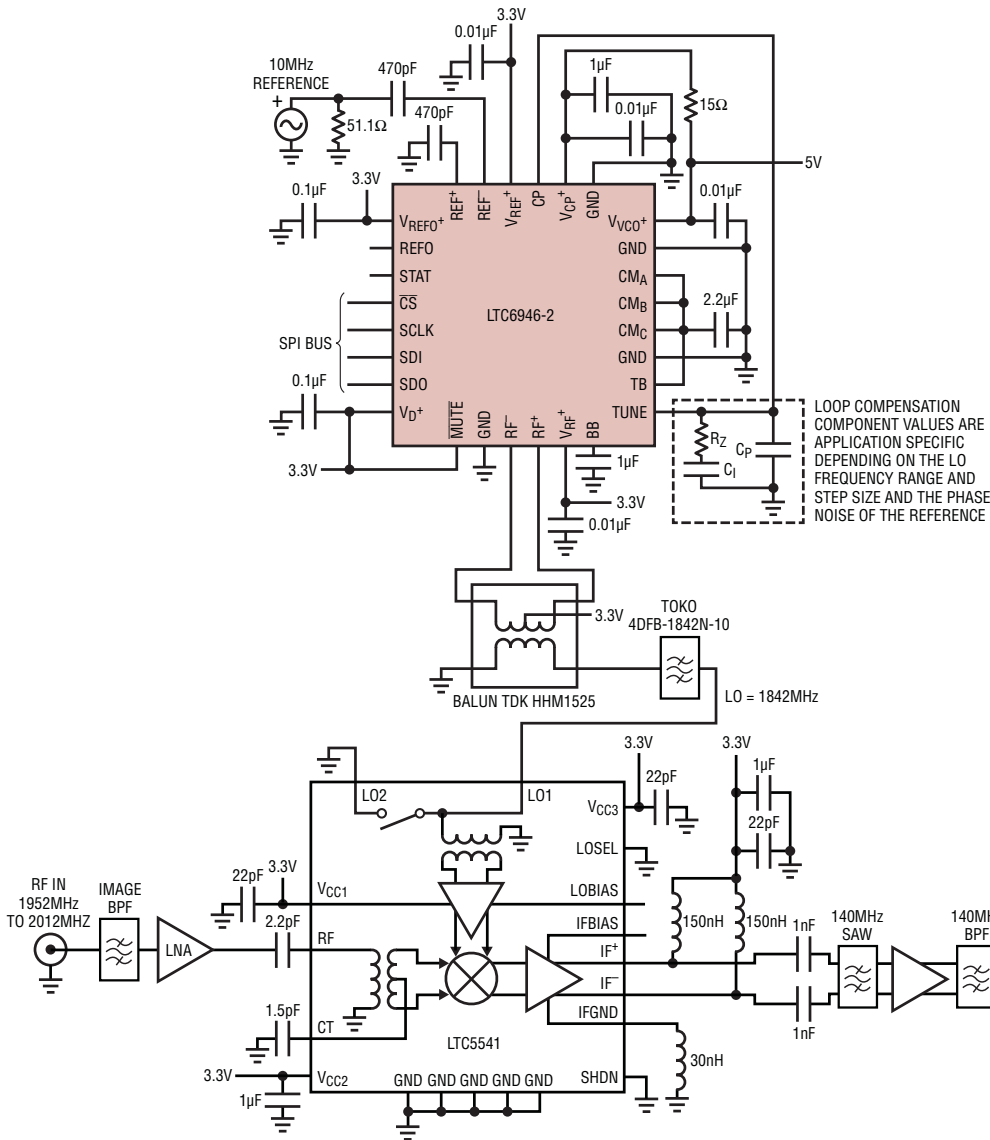 3.3V
0.01µF
10MHz
REFERENCE
+
470pF
51.1Ω
470pF
1µF
0.01µF
15Ω
5V
0.1µF
3.3V
REF+
REF−
VREF+
CP
VCP+
GND
VREFO+
REFO
STAT
CS
SCLK
SDI
SDO
VD+
SPI BUS
0.1µF
3.3V
LTC6946-2
VVCO+
GND
CMA
CMB
CMC
GND
TB
TUNE
0.01µF
2.2µF
MUTE
GND
RF−
RF+
VRF+
BB
1µF
3.3V
0.01µF
RZ
CI
CP
LOOP COMPENSATION
COMPONENT VALUES ARE
APPLICATION SPECIFIC
DEPENDING ON THE LO
FREQUENCY RANGE AND
STEP SIZE AND THE PHASE
NOISE OF THE REFERENCE
3.3V
BALUN TDK HHM1525
TOKO
4DFB-1842N-10
LO = 1842MHz
LO2
LO1
3.3V
22pF
3.3V
1µF
22pF
VCC3
LOSEL
LOBIAS
IFBIAS
IF+
IF−
IFGND
SHDN
150nH
150nH
1nF
1nF
140MHz
SAW
140MH
BPF
30nH
RF IN
1952MHz
TO 2012MHZ
IMAGE
BPF
LNA
22pF
3.3V
VCC1
2.2pF
RF
1.5pF
CT
LTC5541
3.3V
VCC2
1µF
GND GND GND GND GND